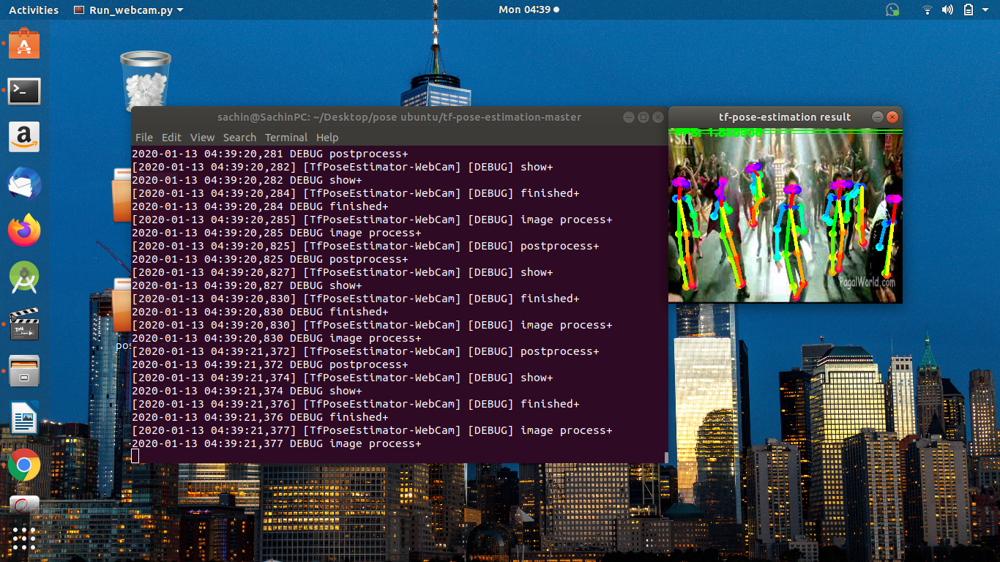 Activities
Run_webcam.py
Mon 04:39
sachin@SachinPC: ~/Desktop/pose ubuntu/tf-pose-estimation-master
File Edit View Search Terminal Help
2020-01-13 04:39:20,281 DEBUG postprocess+
[2020-01-13 04:39:20,282] [TfPoseEstimator-WebCam] [DEBUG] show+
2020-01-13 04:39:20,282 DEBUG show+
[2020-01-13 04:39:20,284] [TfPoseEstimator-WebCam] [DEBUG] finished+
2020-01-13 04:39:20,284 DEBUG finished+
[2020-01-13 04:39:20,285] [TfPoseEstimator-WebCam] [DEBUG] image process+
2020-01-13 04:39:20,285 DEBUG image process+
[2020-01-13 04:39:20,825] [TfPoseEstimator-WebCam] [DEBUG] postprocess+
2020-01-13 04:39:20,825 DEBUG postprocess+
[2020-01-13 04:39:20,827] [TfPoseEstimator-WebCam] [DEBUG] show+
2020-01-13 04:39:20,827 DEBUG show+
[2020-01-13 04:39:20,830] [TfPoseEstimator-WebCam] [DEBUG] finished+
2020-01-13 04:39:20,830 DEBUG finished+
[2020-01-13 04:39:20,830] [TfPoseEstimator-WebCam] [DEBUG] image process+
2020-01-13 04:39:20,830 DEBUG image process+
[2020-01-13 04:39:21,372] [TfPoseEstimator-WebCam] [DEBUG] postprocess+
2020-01-13 04:39:21,372 DEBUG postprocess+
[2020-01-13 04:39:21,374] [TfPoseEstimator-WebCam] [DEBUG] show+
2020-01-13 04:39:21,374 DEBUG show+
[2020-01-13 04:39:21,376] [TfPoseEstimator-WebCam] [DEBUG] finished+
2020-01-13 04:39:21,376 DEBUG finished+
[2020-01-13 04:39:21,377] [TfPoseEstimator-WebCam] [DEBUG] image process+
2020-01-13 04:39:21,377 DEBUG image process+
tf-pose-estimation result
PagalWorld.com